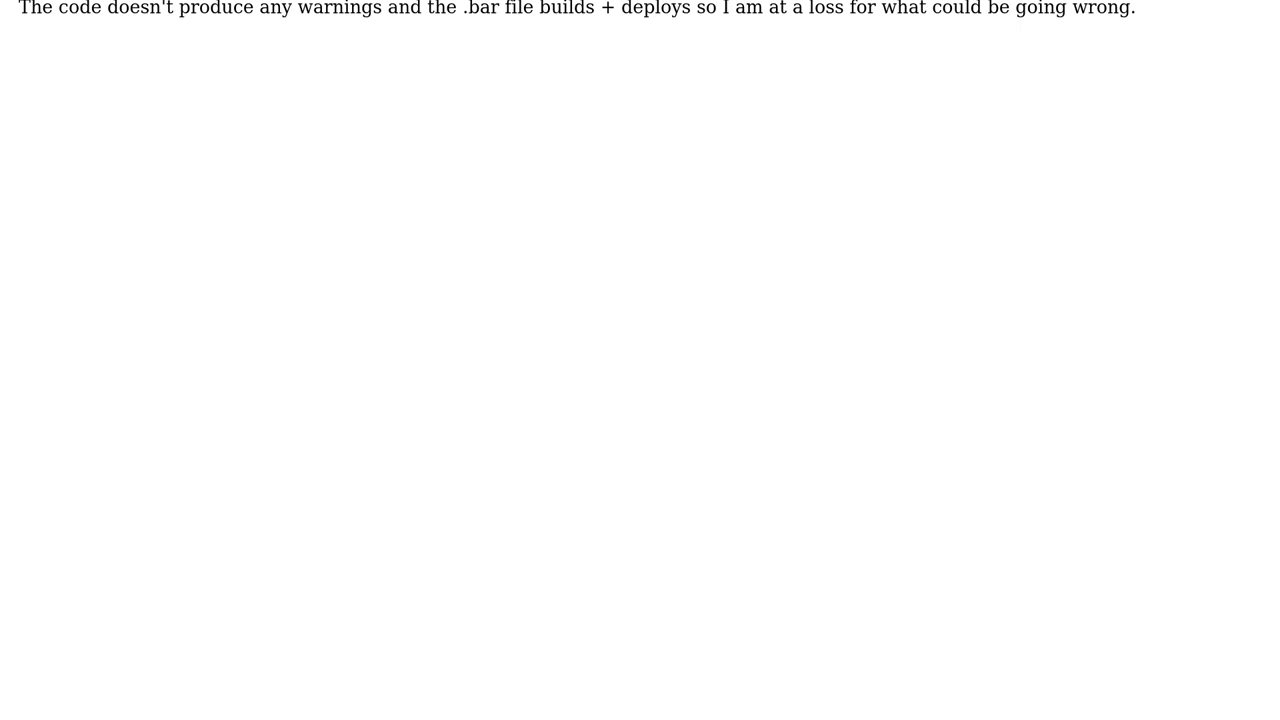 The code doesn't produce any warnings and the .bar file builds + deploys so I am at a loss for what could be going wrong.